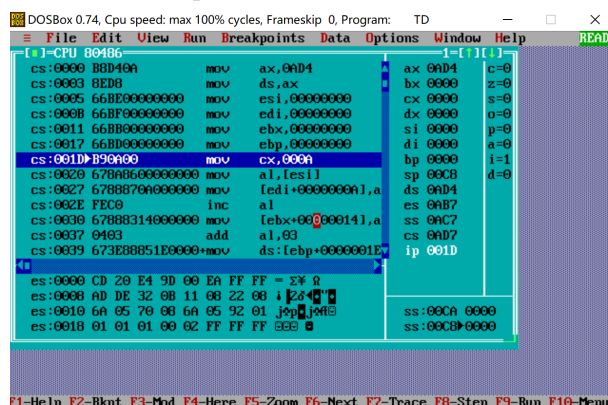 DOSBox 0.74, Cpu speed: max 100% cycles, Frameskip 0, Program: TD
≡ File Edit View Run Breakpoints Data Options Window Help READ
[■]=CPU 80486 1=[↑][↓]
cs:0000 B8D40A mov ax,0AD4 ax 0AD4 c=0
cs:0003 8ED8 mov ds,ax bx 0000 z=0
cs:0005 66BE00000000 mov esi,00000000 cx 0000 s=0
cs:000B 66BF00000000 mov edi,00000000 dx 0000 o=0
cs:0011 66BB00000000 mov ebx,00000000 si 0000 p=0
cs:0017 66BD00000000 mov ebp,00000000 di 0000 a=0
cs:001D►B90A00 mov cx,000A bp 0000 i=1
cs:0020 678A8600000000 mov al,[esi] sp 00C8 d=0
cs:0027 6788870A000000 mov [edi+0000000A],a ds 0AD4
cs:002E FEC0 inc al es 0AB7
cs:0030 67888314000000 mov [ebx+00000014],a ss 0AC7
cs:0037 0403 add al,03 cs 0AD7
cs:0039 673E88851E0000+mov ds:[ebp+0000001E ip 001D
es:0000 CD 20 E4 9D 00 EA FF FF = Σ¥ Ω
es:0008 AD DE 32 0B 11 08 22 08
es:0010 6A 05 70 08 6A 05 92 01 ss:00CA 0000
es:0018 01 01 01 00 02 FF FF FF ss:00C8►0000
F1-Help F2-Bkpt F3-Mod F4-Here F5-Zoom F6-Next F7-Trace F8-Step F9-Run F10-Menu